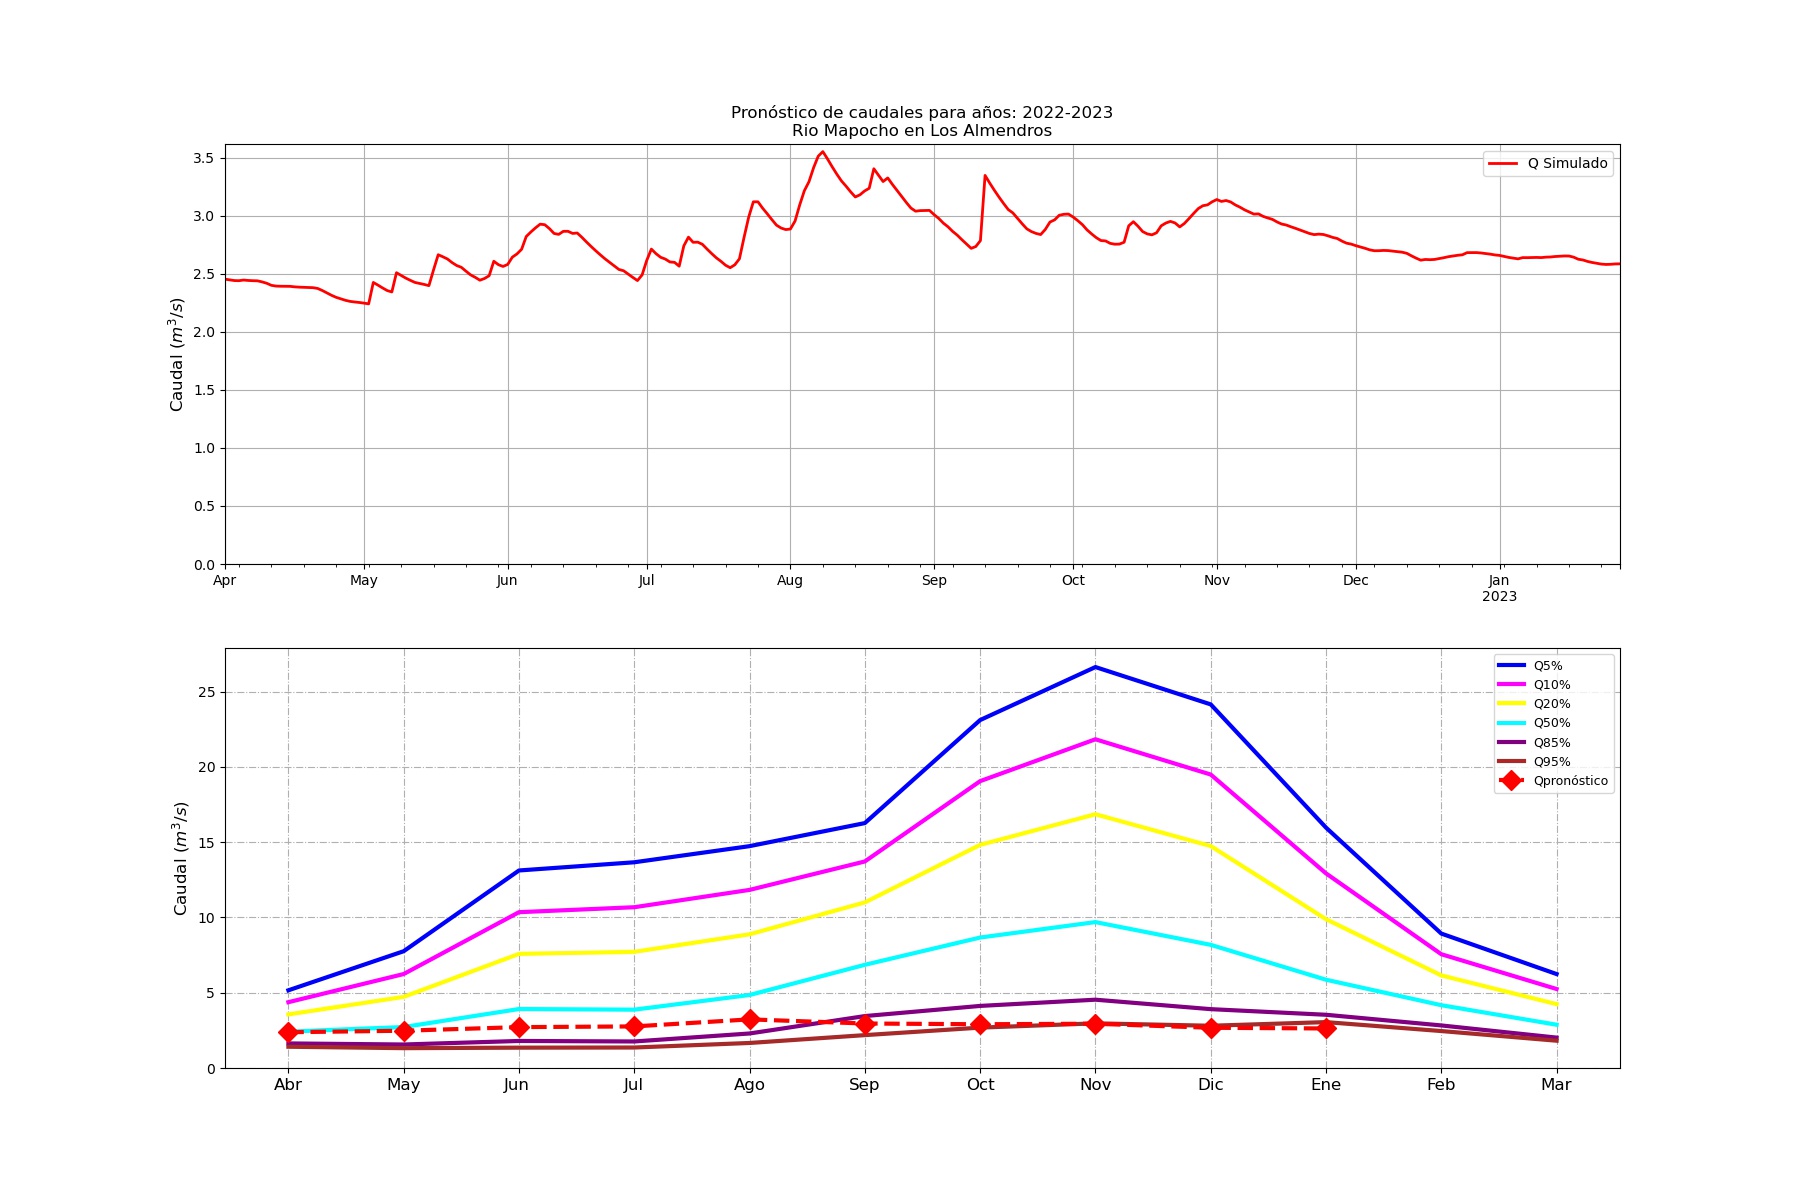 Pronóstico de caudales para años: 2022-2023
Rio Mapocho en Los Almendros
Caudal (m³/s)
3.5
3.0
2.5
2.0
1.5
1.0
0.5
0.0
Q Simulado
Apr May Jun Jul Aug Sep Oct Nov Dec Jan
2023
Caudal (m³/s)
25
20
15
10
5
0
Q5%
Q10%
Q20%
Q50%
Q85%
Q95%
Qpronóstico
Abr May Jun Jul Ago Sep Oct Nov Dic Ene Feb Mar